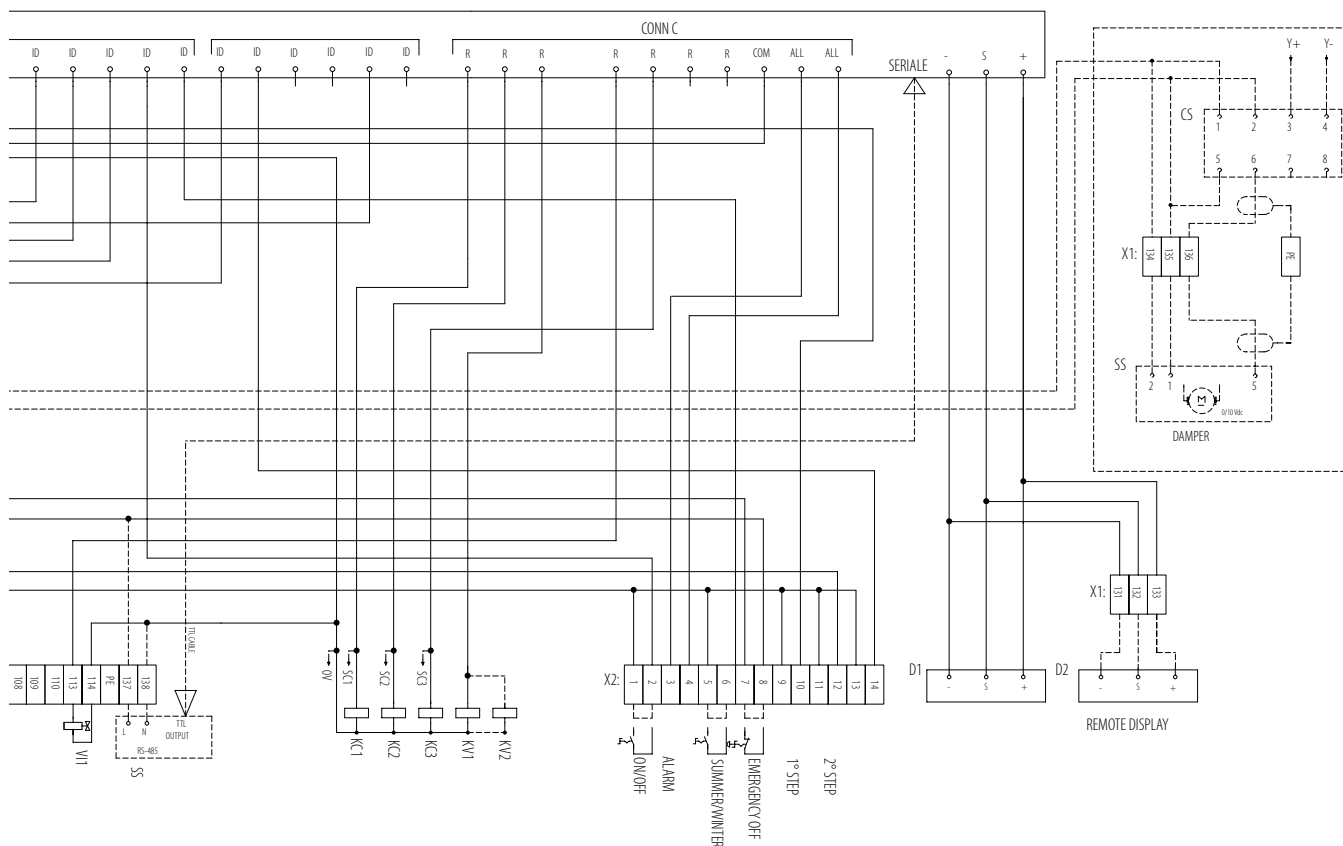 CONN C
ID ID ID ID ID ID ID ID ID ID ID R R R R R R R COM ALL ALL
SERIALE - S +
Y+ Y-
CS
1 2 3 4
5 6 7 8
X1: 134 135 136
PE
SS
2 1 5
M
0/10 Vdc
DAMPER
X1: 131 132 133
TTL CABLE
0V SC1 SC2 SC3
108 109 110 113 114 PE 137 138
X2: 1 2 3 4 5 6 7 8 9 10 11 12 13 14
D1
- S +
D2
- S +
REMOTE DISPLAY
L N
TTL
OUTPUT
RS-485
SS
VI1
KC1 KC2 KC3 KV1 KV2
ON/OFF
ALARM
SUMMER/WINTER
EMERGENCY OFF
1° STEP
2° STEP